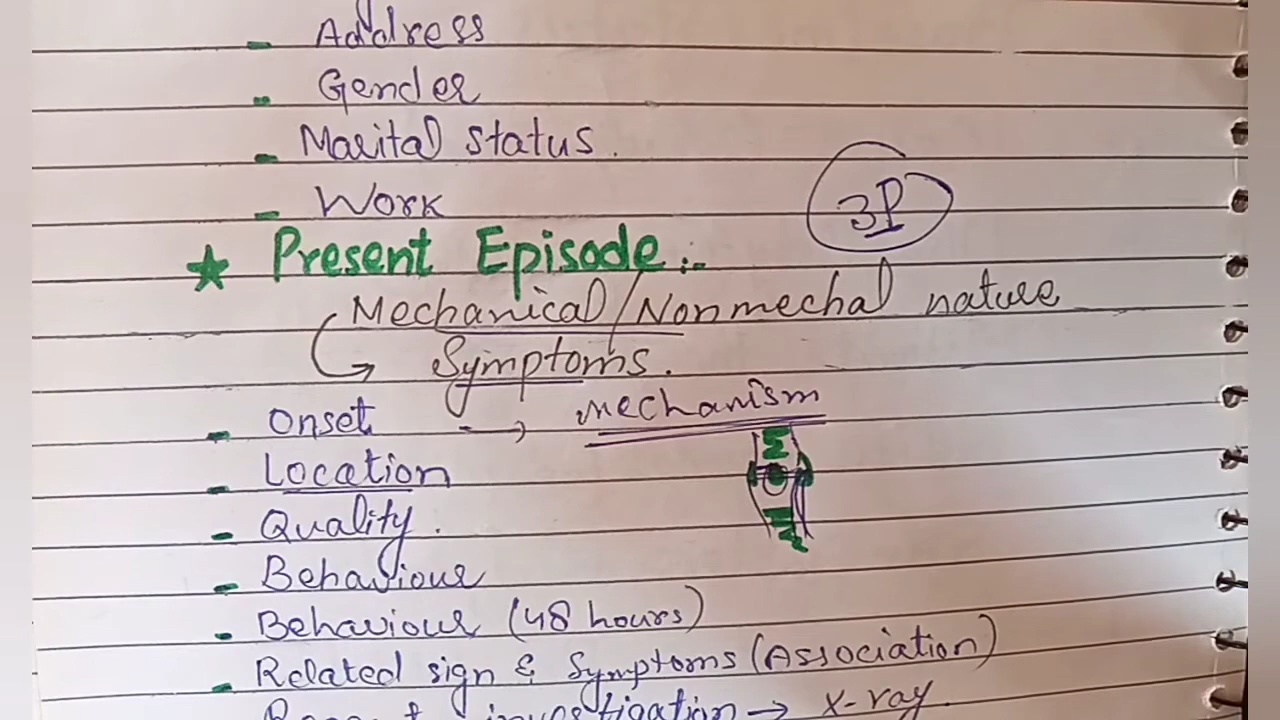 - Address
- Gender
- Marital status.
- Work
3P
★ Present Episode:-
Mechanical/Nonmechal nature
→ Symptoms.
- Onset → mechanism
- Location
- Quality.
- Behaviour
- Behaviour (48 hours)
- Related sign & Symptoms (Association)
investigation → X-ray.